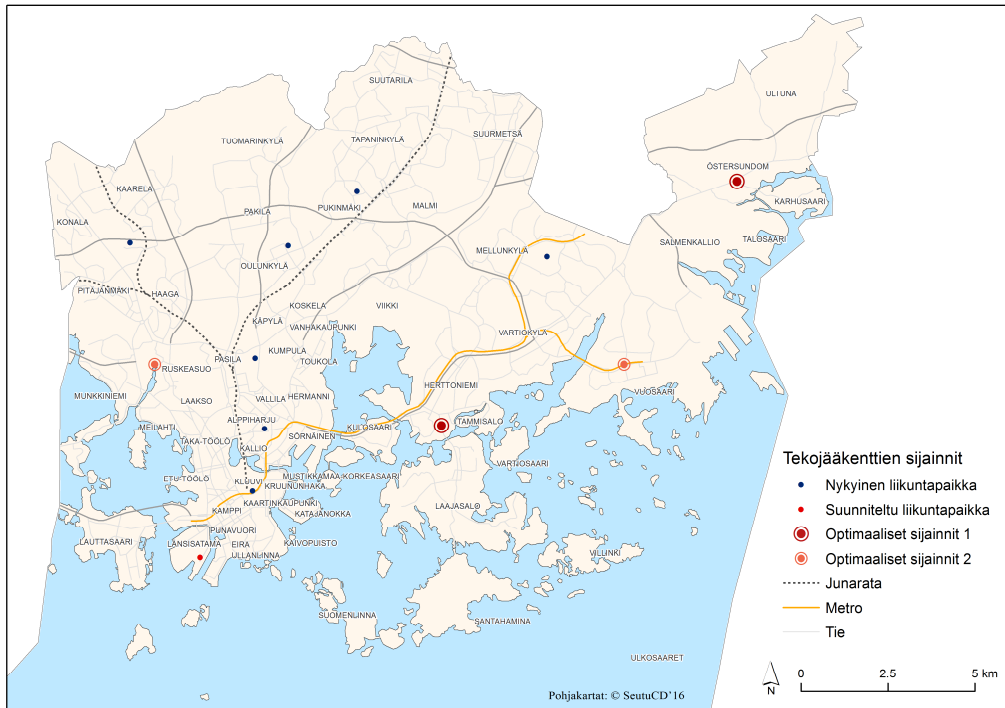 SUUTARILA
ULTUNA
SUURMETSÄ
TUOMARINKYLÄ
TAPANINKYLÄ
ÖSTERSUNDOM
KAARELA
KARHUSAARI
PUKINMÄKI
MALMI
PAKILA
KONALA
TALOSAARI
SALMENKALLIO
MELLUNKYLÄ
OULUNKYLÄ
PITÄJÄNMÄKI
HAAGA
KOSKELA
VIIKKI
KÄPYLÄ
VANHAKAUPUNKI
VARTIOKYLÄ
KUMPULA
PASILA
TOUKOLA
RUSKEASUO
HERTTONIEMI
VUOSAARI
MUNKKINIEMI
LAAKSO
VALLILA
HERMANNI
ALPPIHARJU
TAMMISALO
MEILAHTI
KULOSAARI
SÖRNÄINEN
TAKA-TÖÖLÖ
KALLIO
VARTIOSAARI
ETU-TÖÖLÖ
KLUUVI
MUSTIKKAMAA-KORKEASAARI
KRUUNUNHAKA
KAARTINKAUPUNKI
LAAJASALO
KAMPPI
KATAJANOKKA
PUNAVUORI
LAUTTASAARI
LÄNSISATAMA
EIRA
KAIVOPUISTO
ULLANLINNA
VILLINKI
SUOMENLINNA
SANTAHAMINA
ULKOSAARET
Tekojääkenttien sijainnit
Nykyinen liikuntapaikka
Suunniteltu liikuntapaikka
Optimaaliset sijainnit 1
Optimaaliset sijainnit 2
Junarata
Metro
Tie
N
0 2.5 5 km
Pohjakartat: © SeutuCD'16